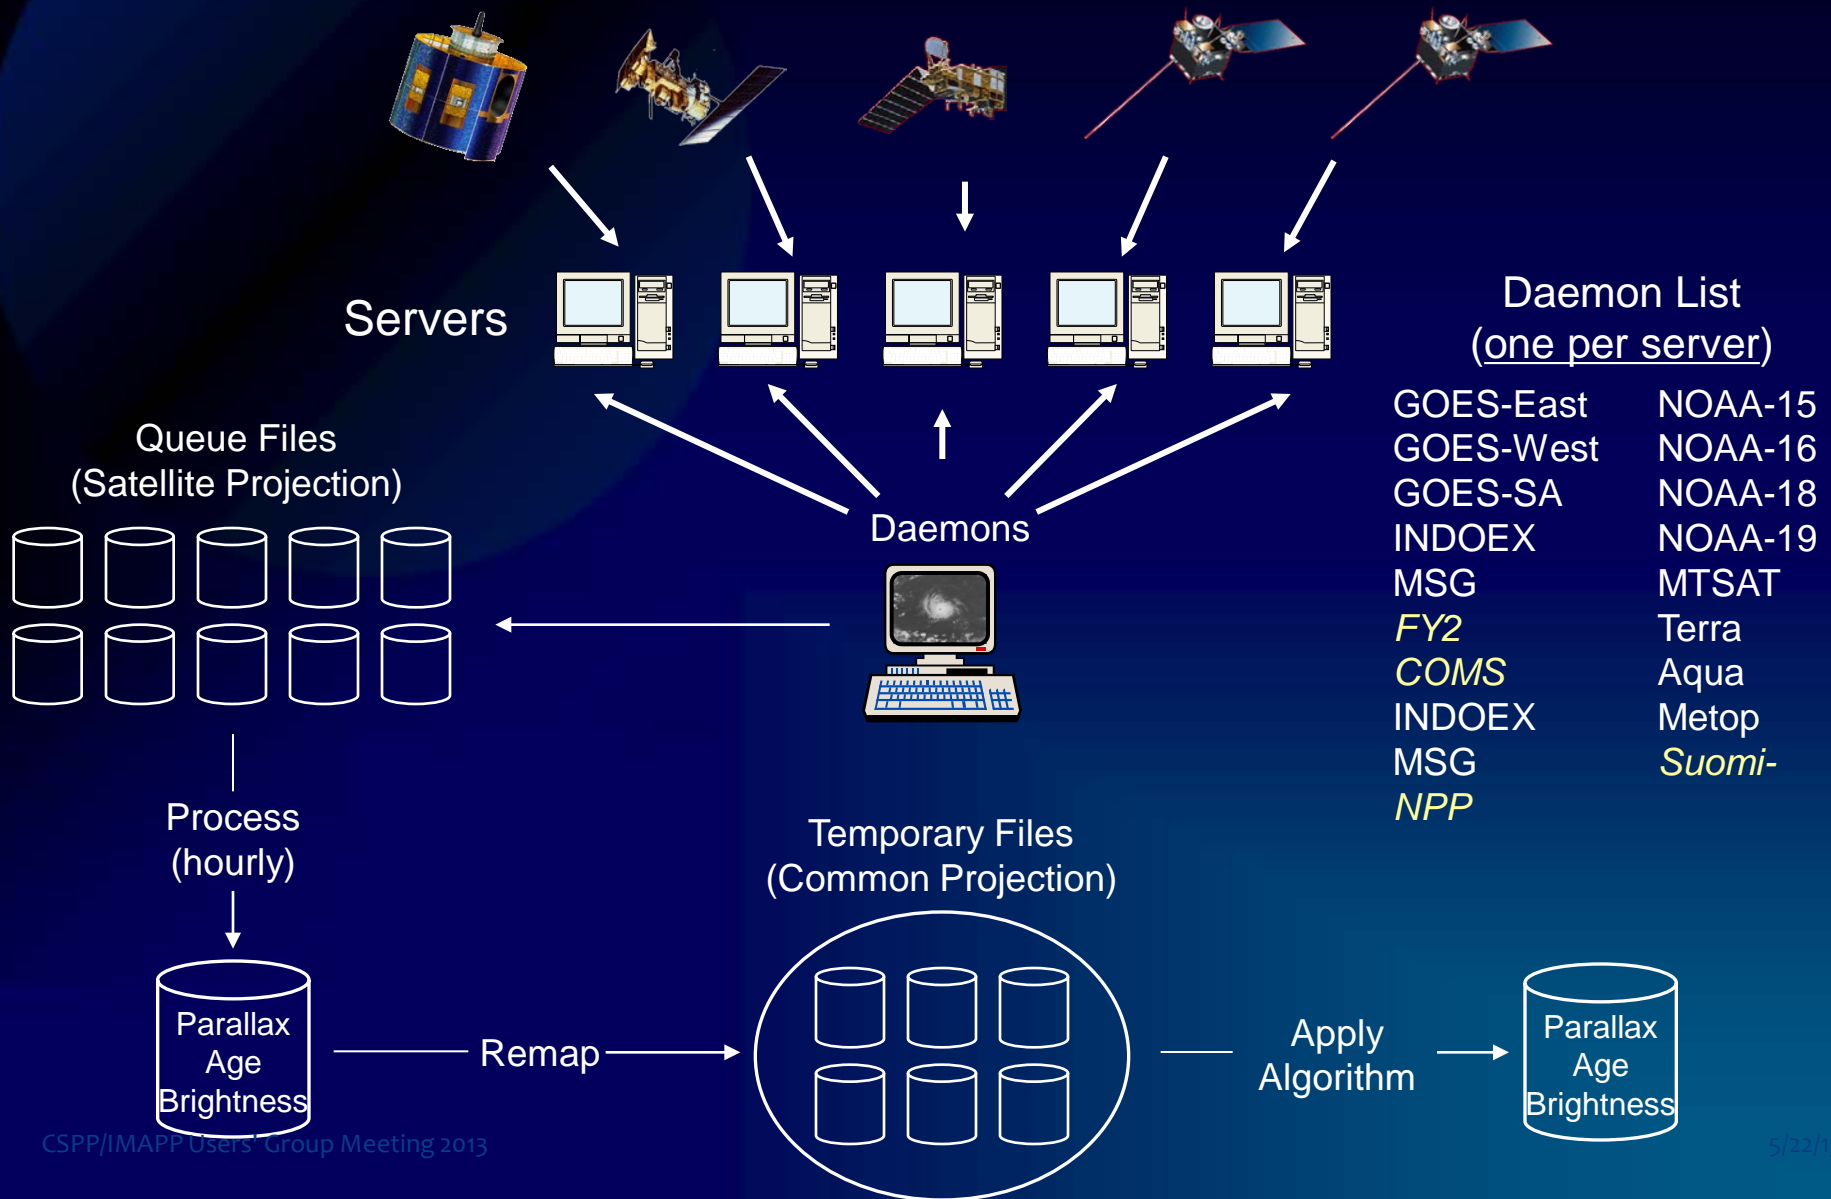 Servers
Daemon List
(one per server)
GOES-East
GOES-West
GOES-SA
INDOEX
MSG
FY2
COMS
INDOEX
MSG
NPP
NOAA-15
NOAA-16
NOAA-18
NOAA-19
MTSAT
Terra
Aqua
Metop
Suomi-
Queue Files
(Satellite Projection)
Daemons
Process
(hourly)
Temporary Files
(Common Projection)
Parallax
Age
Brightness
Remap
Apply
Algorithm
Parallax
Age
Brightness
CSPP/IMAPP Users' Group Meeting 2013
5/22/1